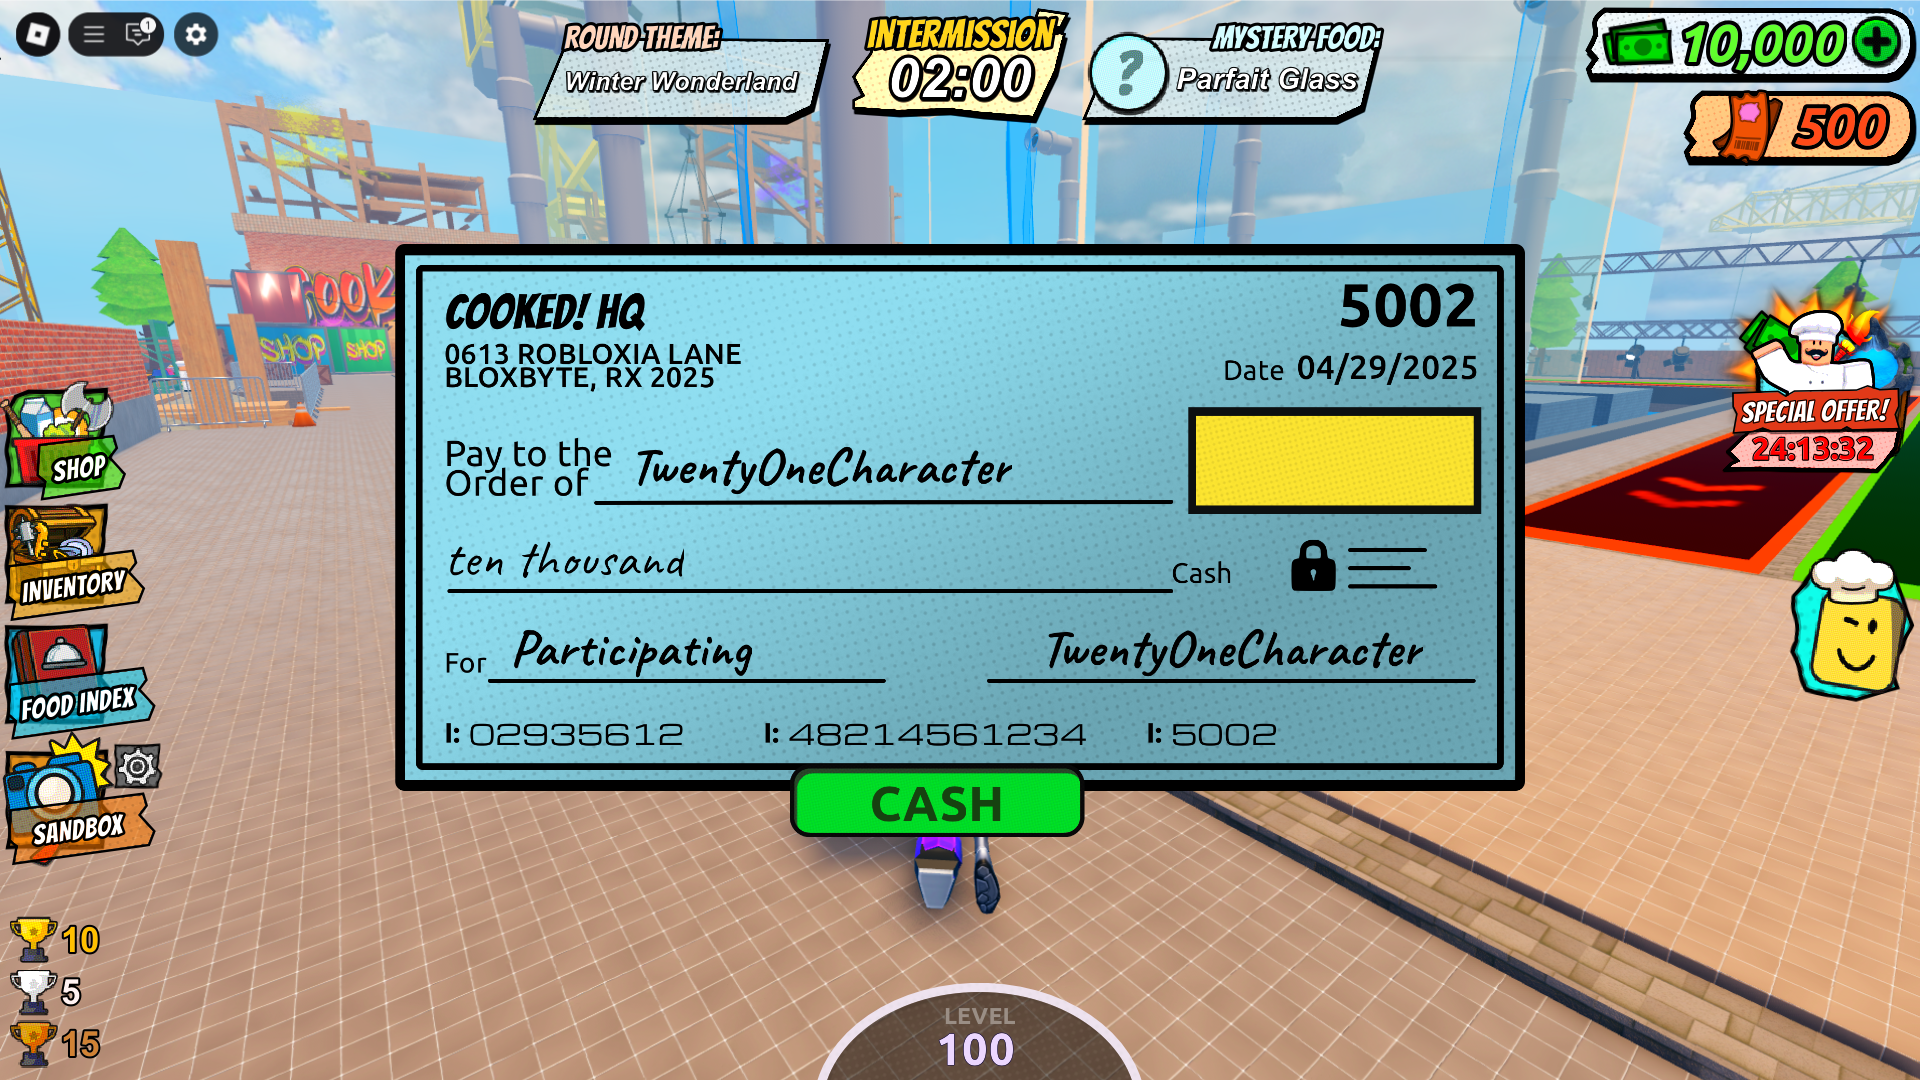 1
ROUND THEME:
Winter Wonderland
INTERMISSION
02:00
MYSTERY FOOD:
?
Parfait Glass
10,000
500
COOK
SHOP
SHOP
COOKED! HQ
5002
0613 ROBLOXIA LANE
BLOXBYTE, RX 2025
Date 04/29/2025
Pay to the
Order of TwentyOneCharacter
ten thousand
Cash
For Participating
TwentyOneCharacter
I: 02935612 I: 48214561234 I: 5002
CASH
SHOP
INVENTORY
FOOD INDEX
SANDBOX
SPECIAL OFFER!
24:13:32
10
5
15
LEVEL
100